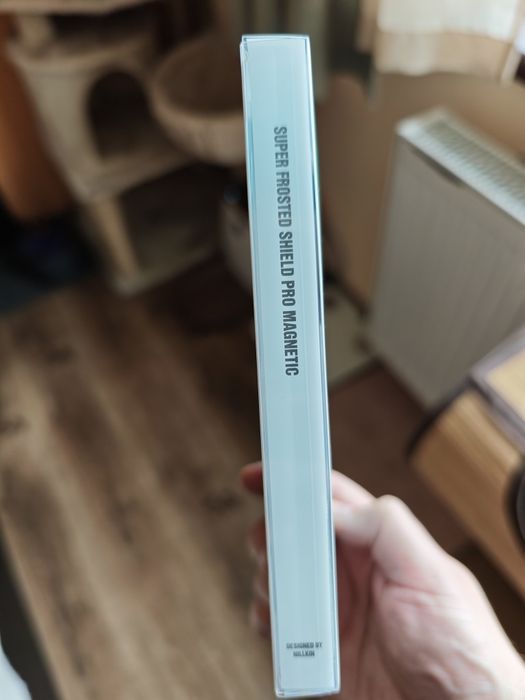 SUPER FROSTED SHIELD PRO MAGNETIC
DESIGNED BY
NILLKIN